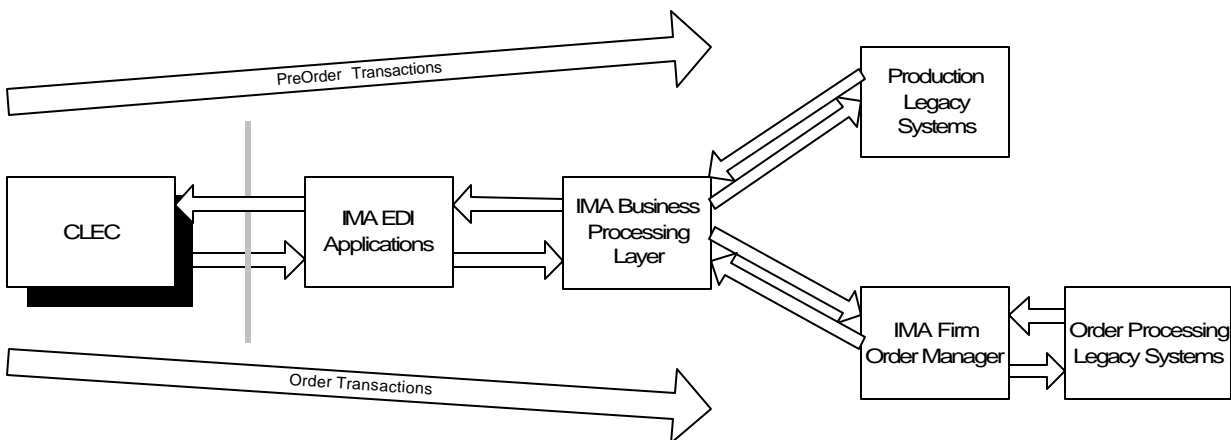 PreOrder Transactions
Production
Legacy
Systems
CLEC
IMA EDI
Applications
IMA Business
Processing
Layer
IMA Firm
Order Manager
Order Processing
Legacy Systems
Order Transactions